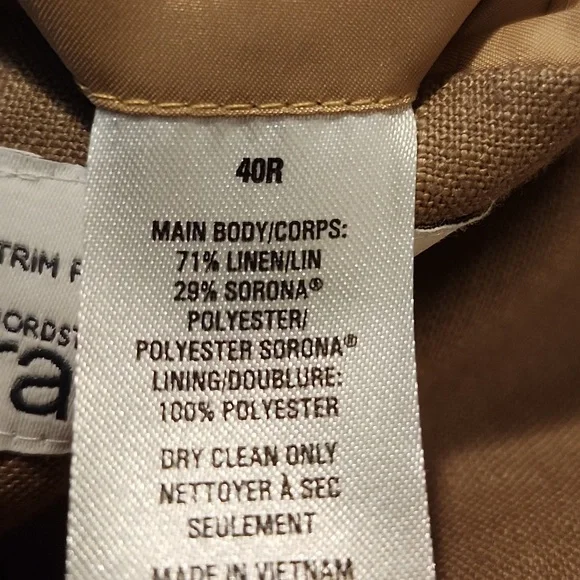 40R
MAIN BODY/CORPS:
71% LINEN/LIN
29% SORONA®
POLYESTER/
POLYESTER SORONA®
LINING/DOUBLURE:
100% POLYESTER
DRY CLEAN ONLY
NETTOYER À SEC
SEULEMENT
MADE IN VIETNAM
TRIM